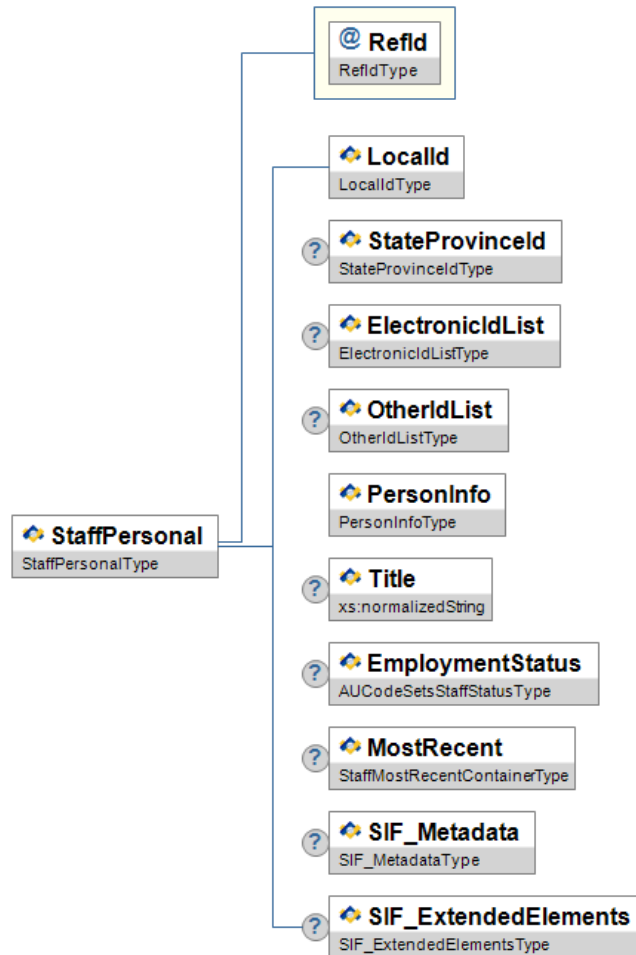 @ RefId
RefIdType
LocalId
LocalIdType
? StateProvinceId
StateProvinceIdType
? ElectronicIdList
ElectronicIdListType
? OtherIdList
OtherIdListType
PersonInfo
PersonInfoType
StaffPersonal
StaffPersonalType
? Title
xs:normalizedString
? EmploymentStatus
AUCodeSetsStaffStatusType
? MostRecent
StaffMostRecentContainerType
? SIF_Metadata
SIF_MetadataType
? SIF_ExtendedElements
SIF_ExtendedElementsType